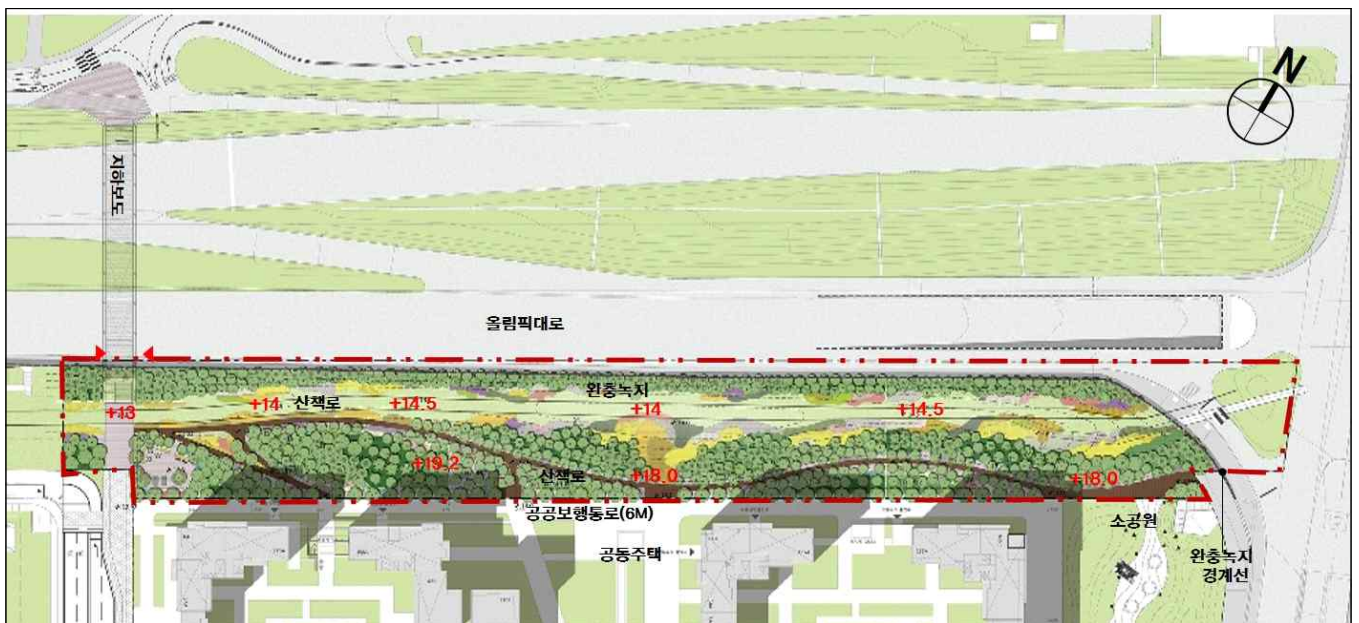 N
지하보도
올림픽대로
완충녹지
+13
+14
산책로
+14.5
+14
+14.5
+19.2
산책로
+18.0
+18.0
공공보행통로(6M)
공동주택
소공원
완충녹지
경계선